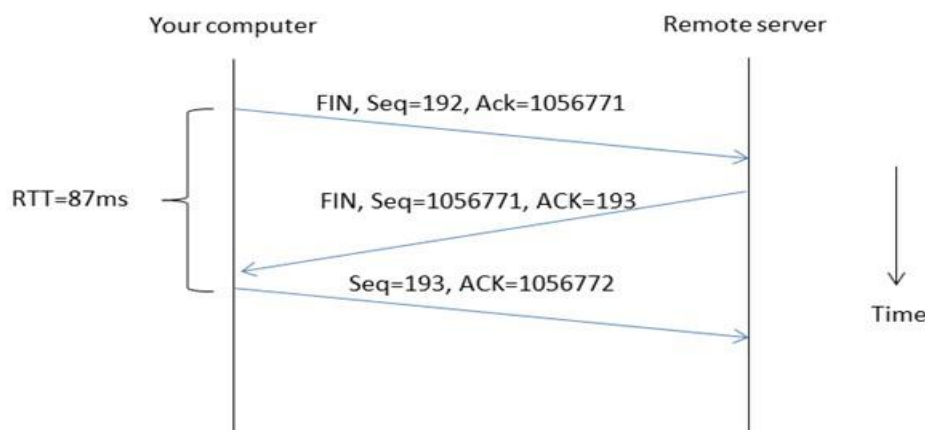 Your computer
Remote server
FIN, Seq=192, Ack=1056771
RTT=87ms
FIN, Seq=1056771, ACK=193
Seq=193, ACK=1056772
Time